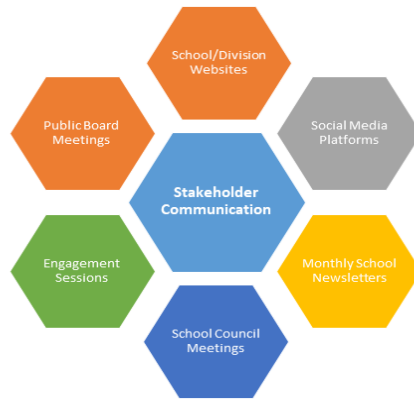 School/Division
Websites
Public Board
Meetings
Social Media
Platforms
Stakeholder
Communication
Engagement
Sessions
Monthly School
Newsletters
School Council
Meetings